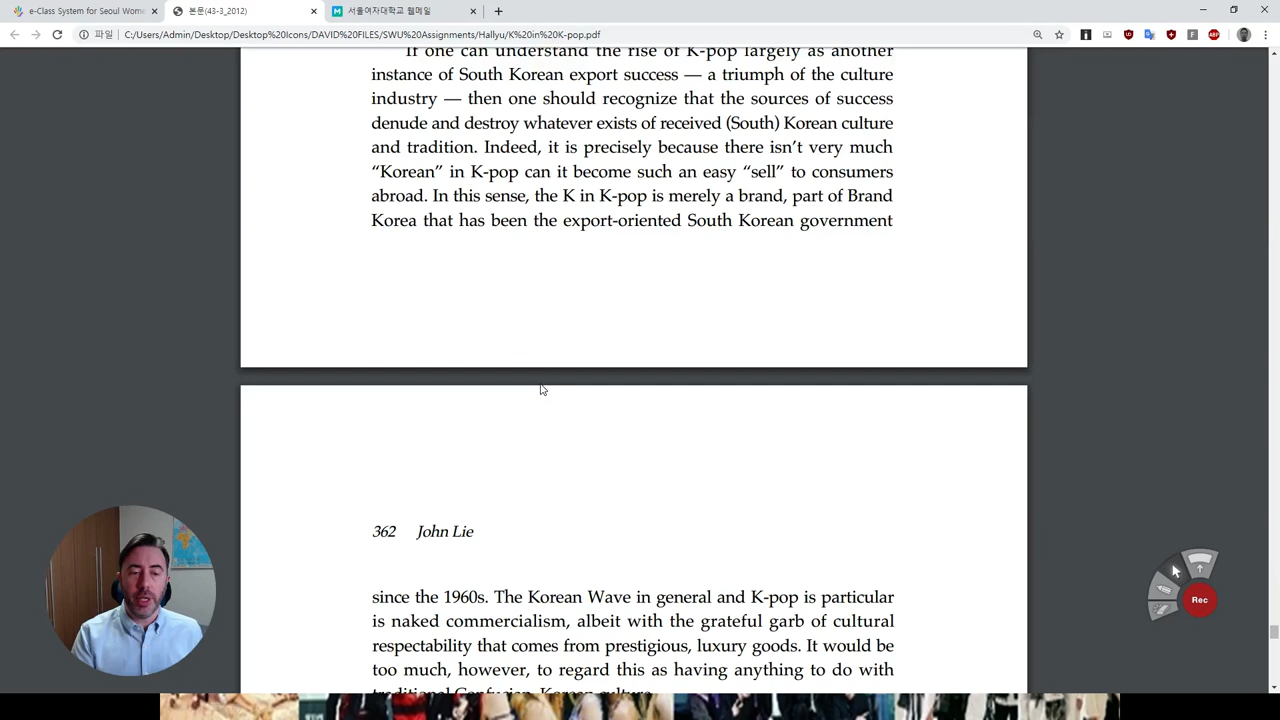 e-Class System for Seoul Wome
본문(43-3_2012)
서울여자대학교 웹메일
파일
C:/Users/Admin/Desktop/Desktop%20Icons/DAVID%20FILES/SWU%20Assignments/Hallyu/K%20in%20K-pop.pdf
If one can understand the rise of K-pop largely as another
instance of South Korean export success — a triumph of the culture
industry — then one should recognize that the sources of success
denude and destroy whatever exists of received (South) Korean culture
and tradition. Indeed, it is precisely because there isn’t very much
“Korean” in K-pop can it become such an easy “sell” to consumers
abroad. In this sense, the K in K-pop is merely a brand, part of Brand
Korea that has been the export-oriented South Korean government
362 John Lie
since the 1960s. The Korean Wave in general and K-pop is particular
is naked commercialism, albeit with the grateful garb of cultural
respectability that comes from prestigious, luxury goods. It would be
too much, however, to regard this as having anything to do with
traditional Confucian, Korean culture.
Rec